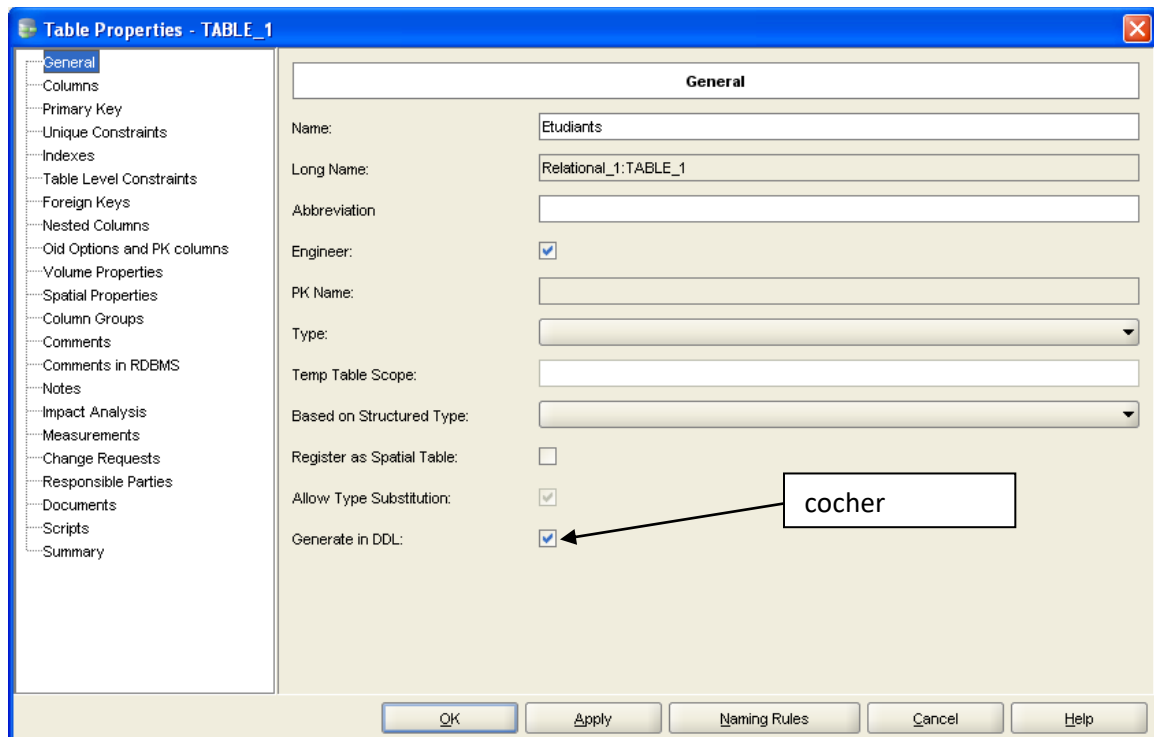 Table Properties - TABLE_1
General
Columns
Primary Key
Unique Constraints
Indexes
Table Level Constraints
Foreign Keys
Nested Columns
Oid Options and PK columns
Volume Properties
Spatial Properties
Column Groups
Comments
Comments in RDBMS
Notes
Impact Analysis
Measurements
Change Requests
Responsible Parties
Documents
Scripts
Summary
General
Name: Etudiants
Long Name: Relational_1:TABLE_1
Abbreviation
Engineer:
PK Name:
Type:
Temp Table Scope:
Based on Structured Type:
Register as Spatial Table:
Allow Type Substitution:
cocher
Generate in DDL:
OK Apply Naming Rules Cancel Help